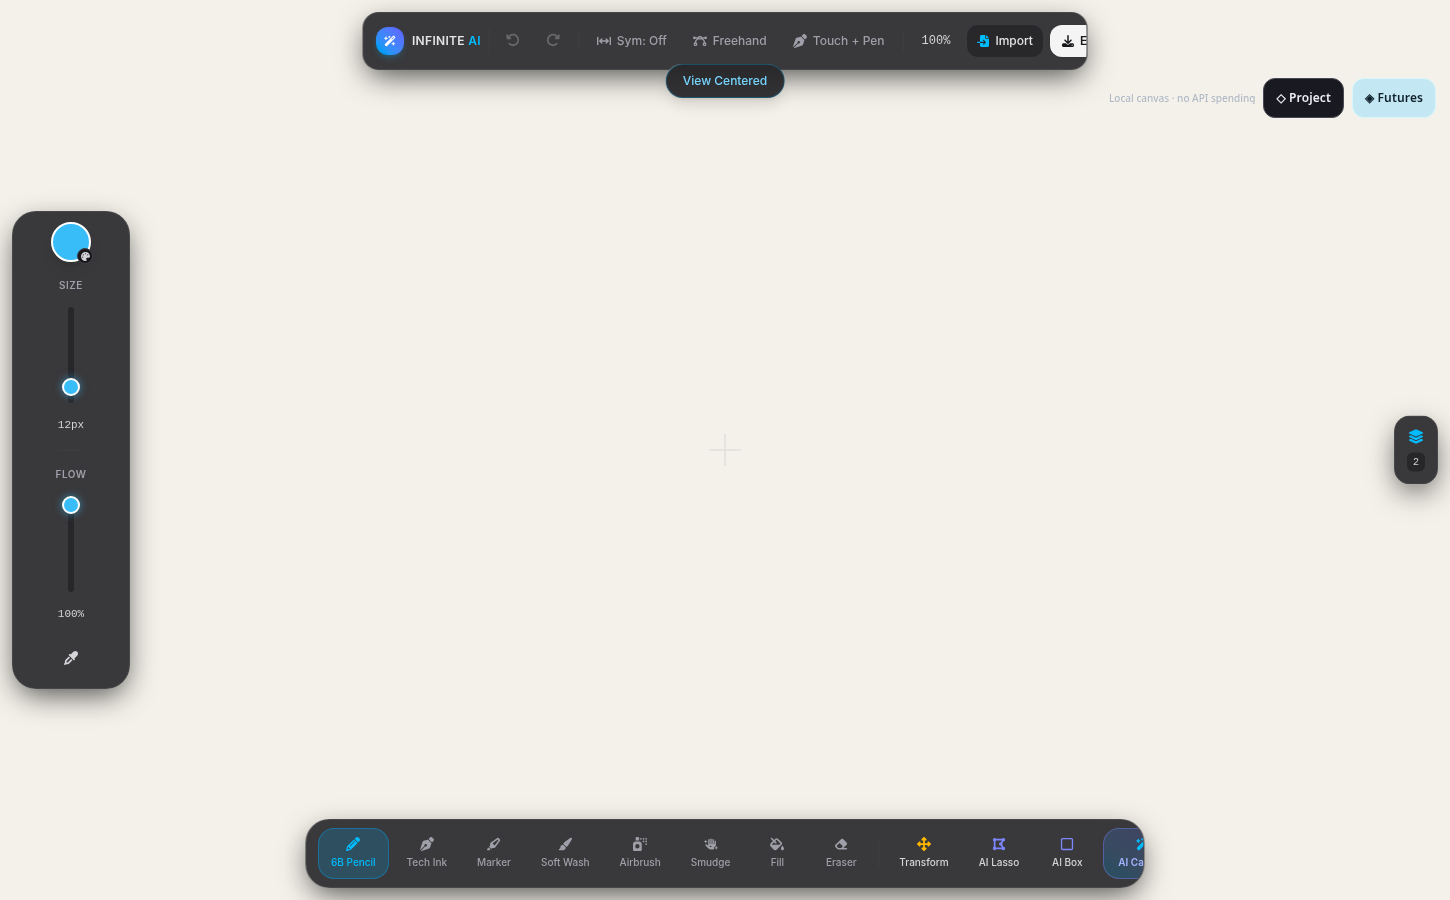 INFINITE AI
Sym: Off
Freehand
Touch + Pen
100%
Import
E
View Centered
Local canvas · no API spending
◇ Project
◈ Futures
SIZE
12px
FLOW
100%
2
6B Pencil
Tech Ink
Marker
Soft Wash
Airbrush
Smudge
Fill
Eraser
Transform
AI Lasso
AI Box
AI Ca